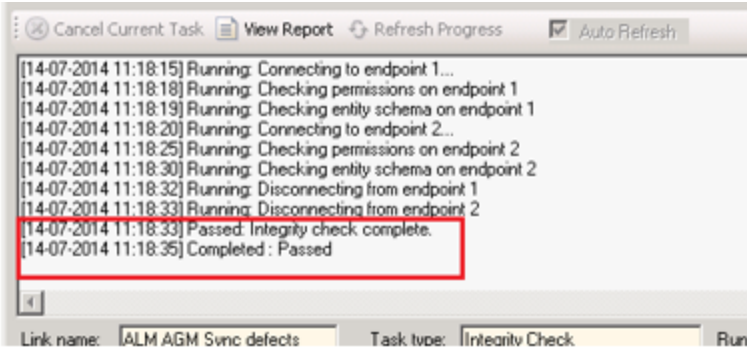 Cancel Current Task View Report Refresh Progress Auto Refresh
[14-07-2014 11:18:15] Running: Connecting to endpoint 1...
[14-07-2014 11:18:18] Running: Checking permissions on endpoint 1
[14-07-2014 11:18:19] Running: Checking entity schema on endpoint 1
[14-07-2014 11:18:20] Running: Connecting to endpoint 2...
[14-07-2014 11:18:25] Running: Checking permissions on endpoint 2
[14-07-2014 11:18:30] Running: Checking entity schema on endpoint 2
[14-07-2014 11:18:32] Running: Disconnecting from endpoint 1
[14-07-2014 11:18:33] Running: Disconnecting from endpoint 2
[14-07-2014 11:18:33] Passed: Integrity check complete.
[14-07-2014 11:18:35] Completed : Passed
Link name: ALM AGM Sync defects Task type: Integrity Check Run